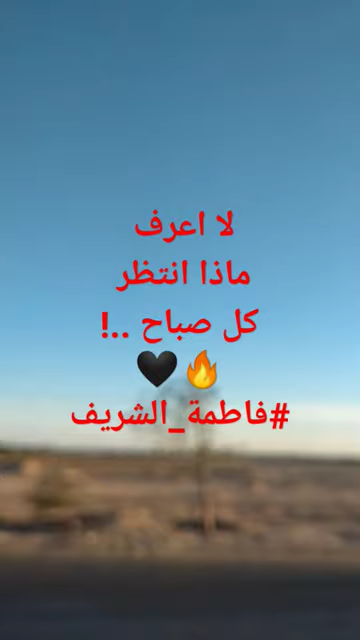 لا اعرف
ماذا انتظر
كل صباح ..!
🔥🖤
#فاطمة_الشريف